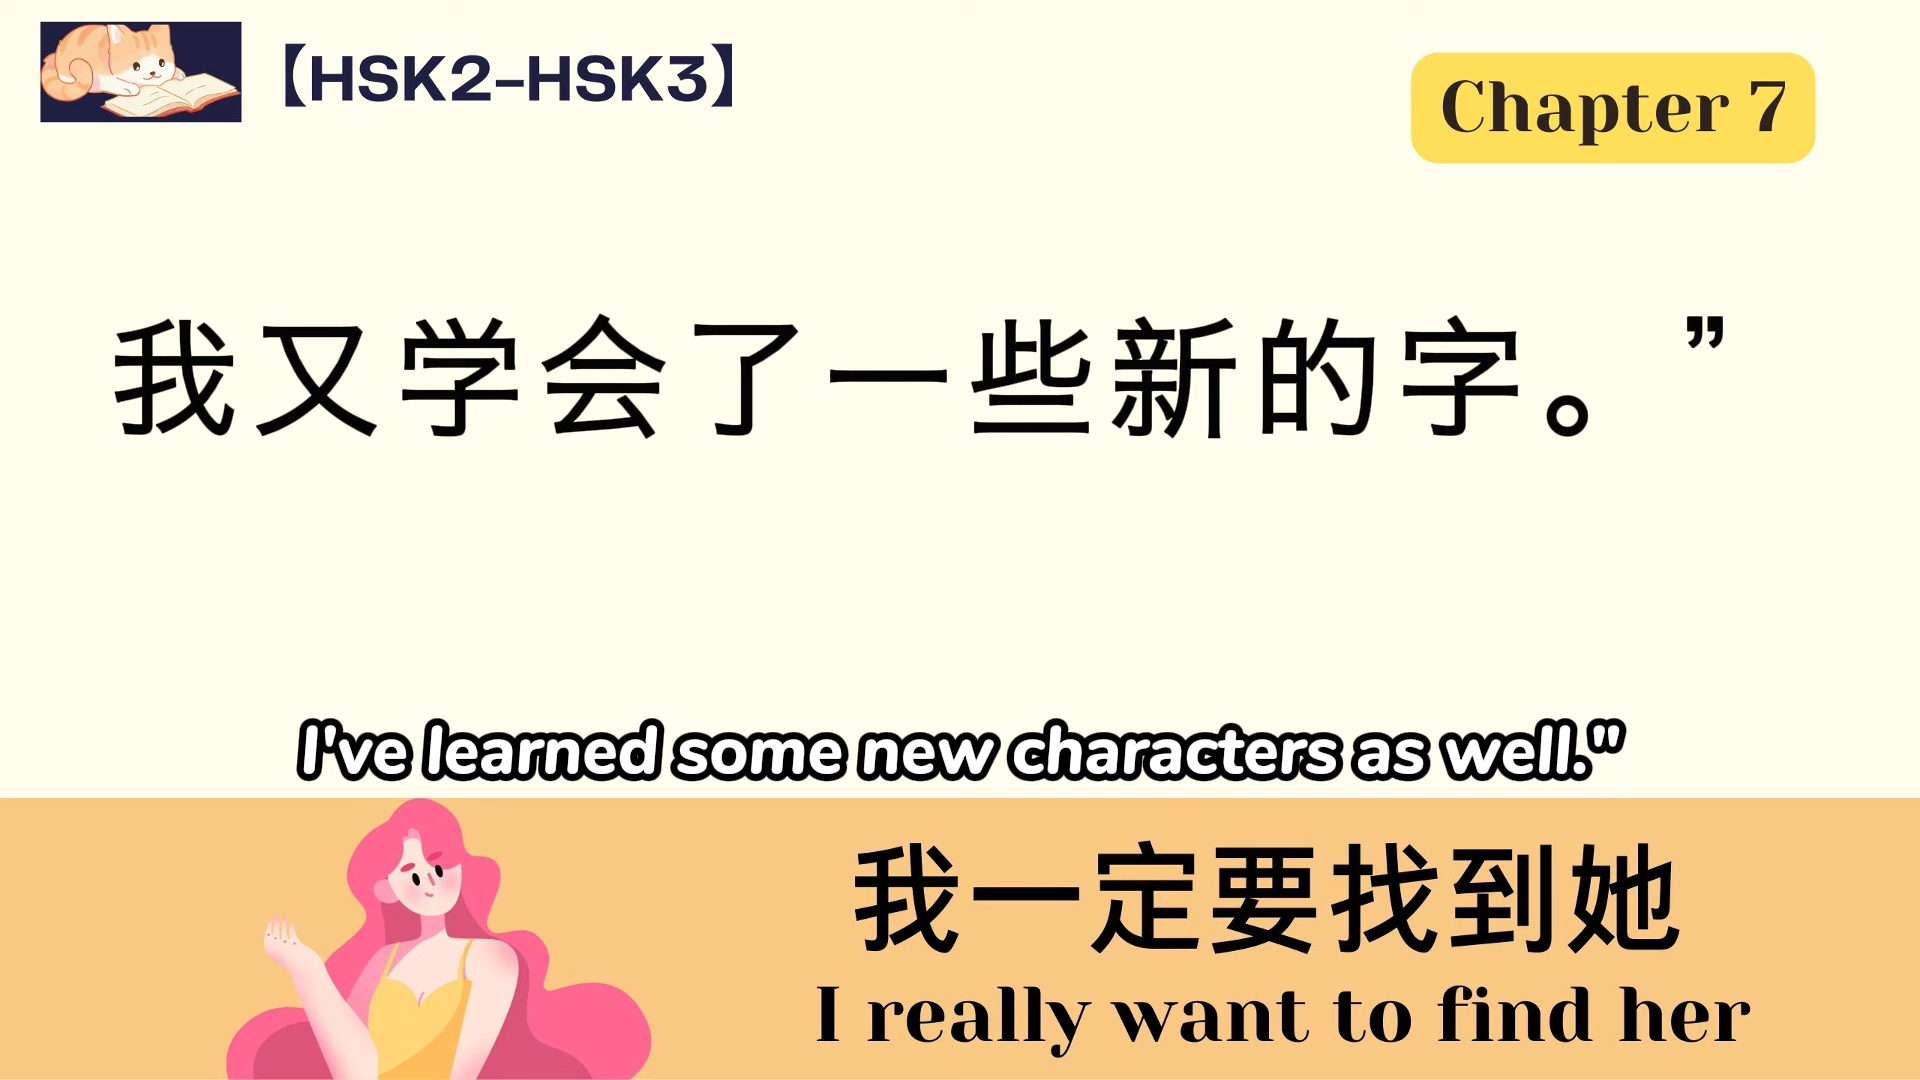 【HSK2-HSK3】
Chapter 7
我又学会了一些新的字。”
I've learned some new characters as well."
我一定要找到她
I really want to find her